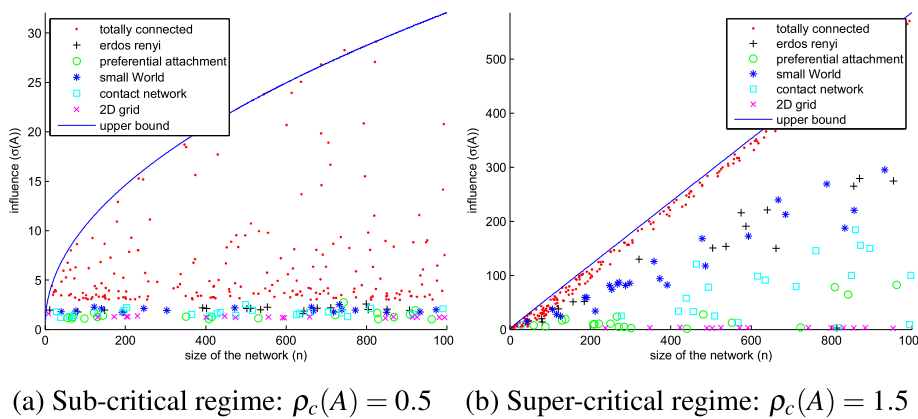 30
25
20
15
10
5
0
0
200
400
600
800
1000
influence (σ(A))
size of the network (n)
totally connected
erdos renyi
preferential attachment
small World
contact network
2D grid
upper bound
(a) Sub-critical regime: ρc(A) = 0.5
500
400
300
200
100
0
0
200
400
600
800
1000
influence (σ(A))
size of the network (n)
totally connected
erdos renyi
preferential attachment
small World
contact network
2D grid
upper bound
(b) Super-critical regime: ρc(A) = 1.5